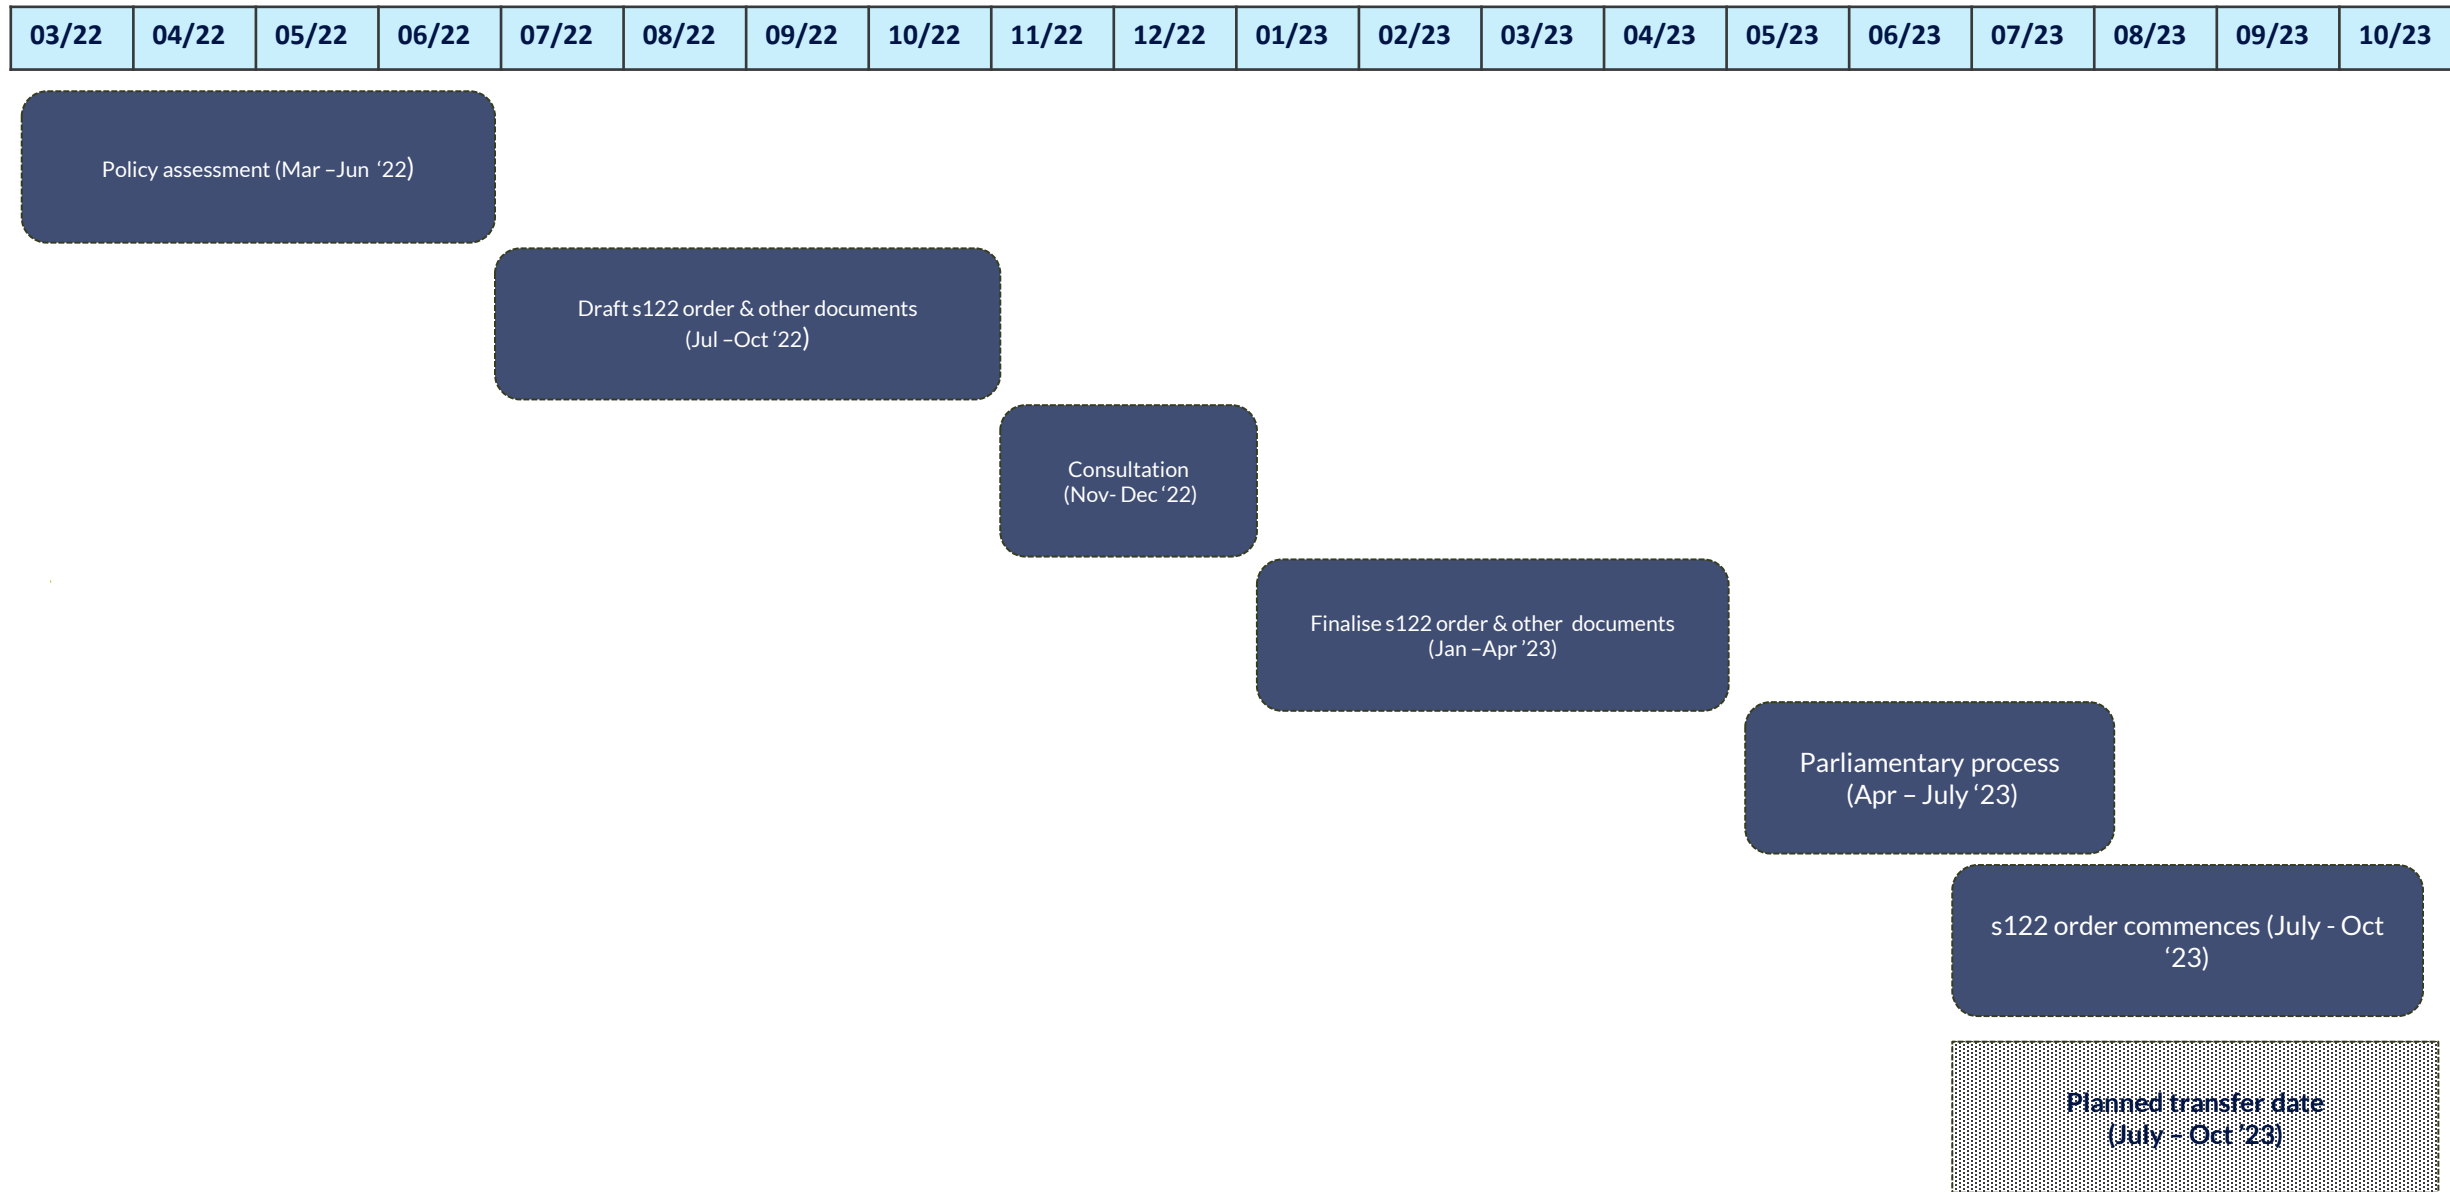 03/22 04/22 05/22 06/22 07/22 08/22 09/22 10/22 11/22 12/22 01/23 02/23 03/23 04/23 05/23 06/23 07/23 08/23 09/23 10/23
Policy assessment (Mar –Jun ‘22)
Draft s122 order & other documents
(Jul –Oct ‘22)
Consultation
(Nov- Dec ‘22)
Finalise s122 order & other documents
(Jan –Apr ’23)
Parliamentary process
(Apr – July ‘23)
s122 order commences (July - Oct
‘23)
Planned transfer date
(July – Oct ’23)